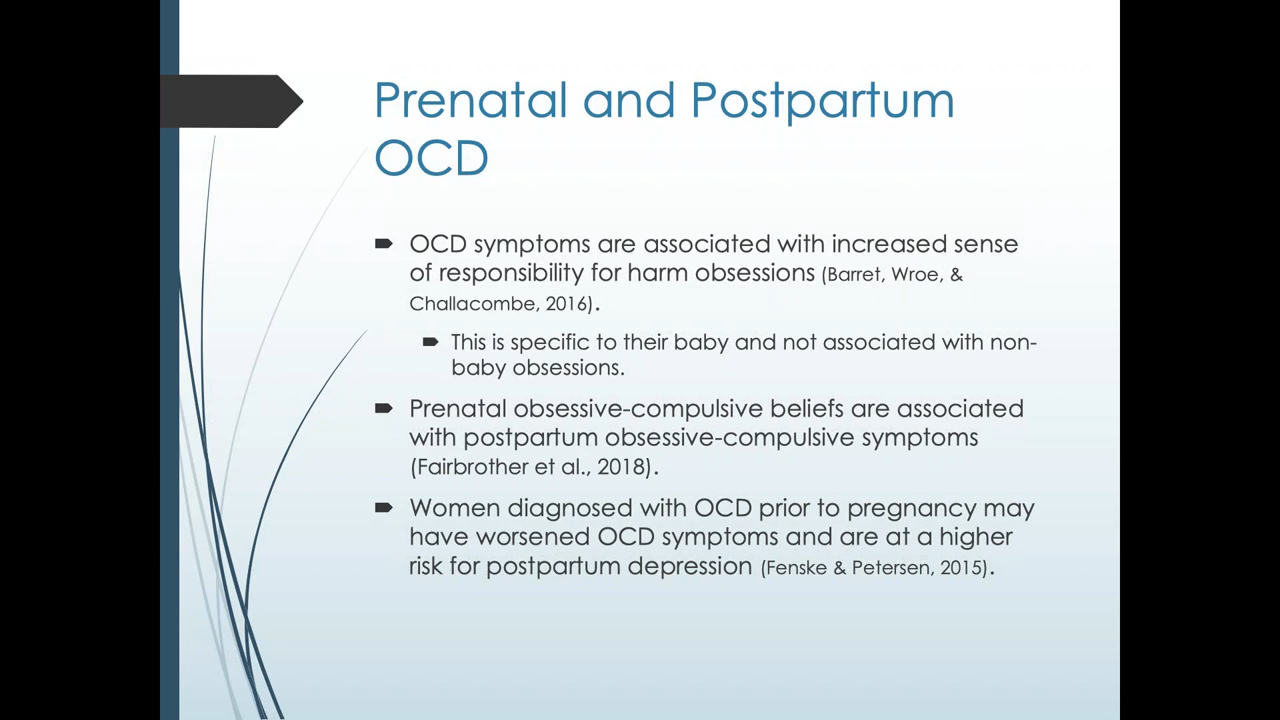 Prenatal and Postpartum
OCD
OCD symptoms are associated with increased sense
of responsibility for harm obsessions (Barret, Wroe, &
Challacombe, 2016).
This is specific to their baby and not associated with non-
baby obsessions.
Prenatal obsessive-compulsive beliefs are associated
with postpartum obsessive-compulsive symptoms
(Fairbrother et al., 2018).
Women diagnosed with OCD prior to pregnancy may
have worsened OCD symptoms and are at a higher
risk for postpartum depression (Fenske & Petersen, 2015).